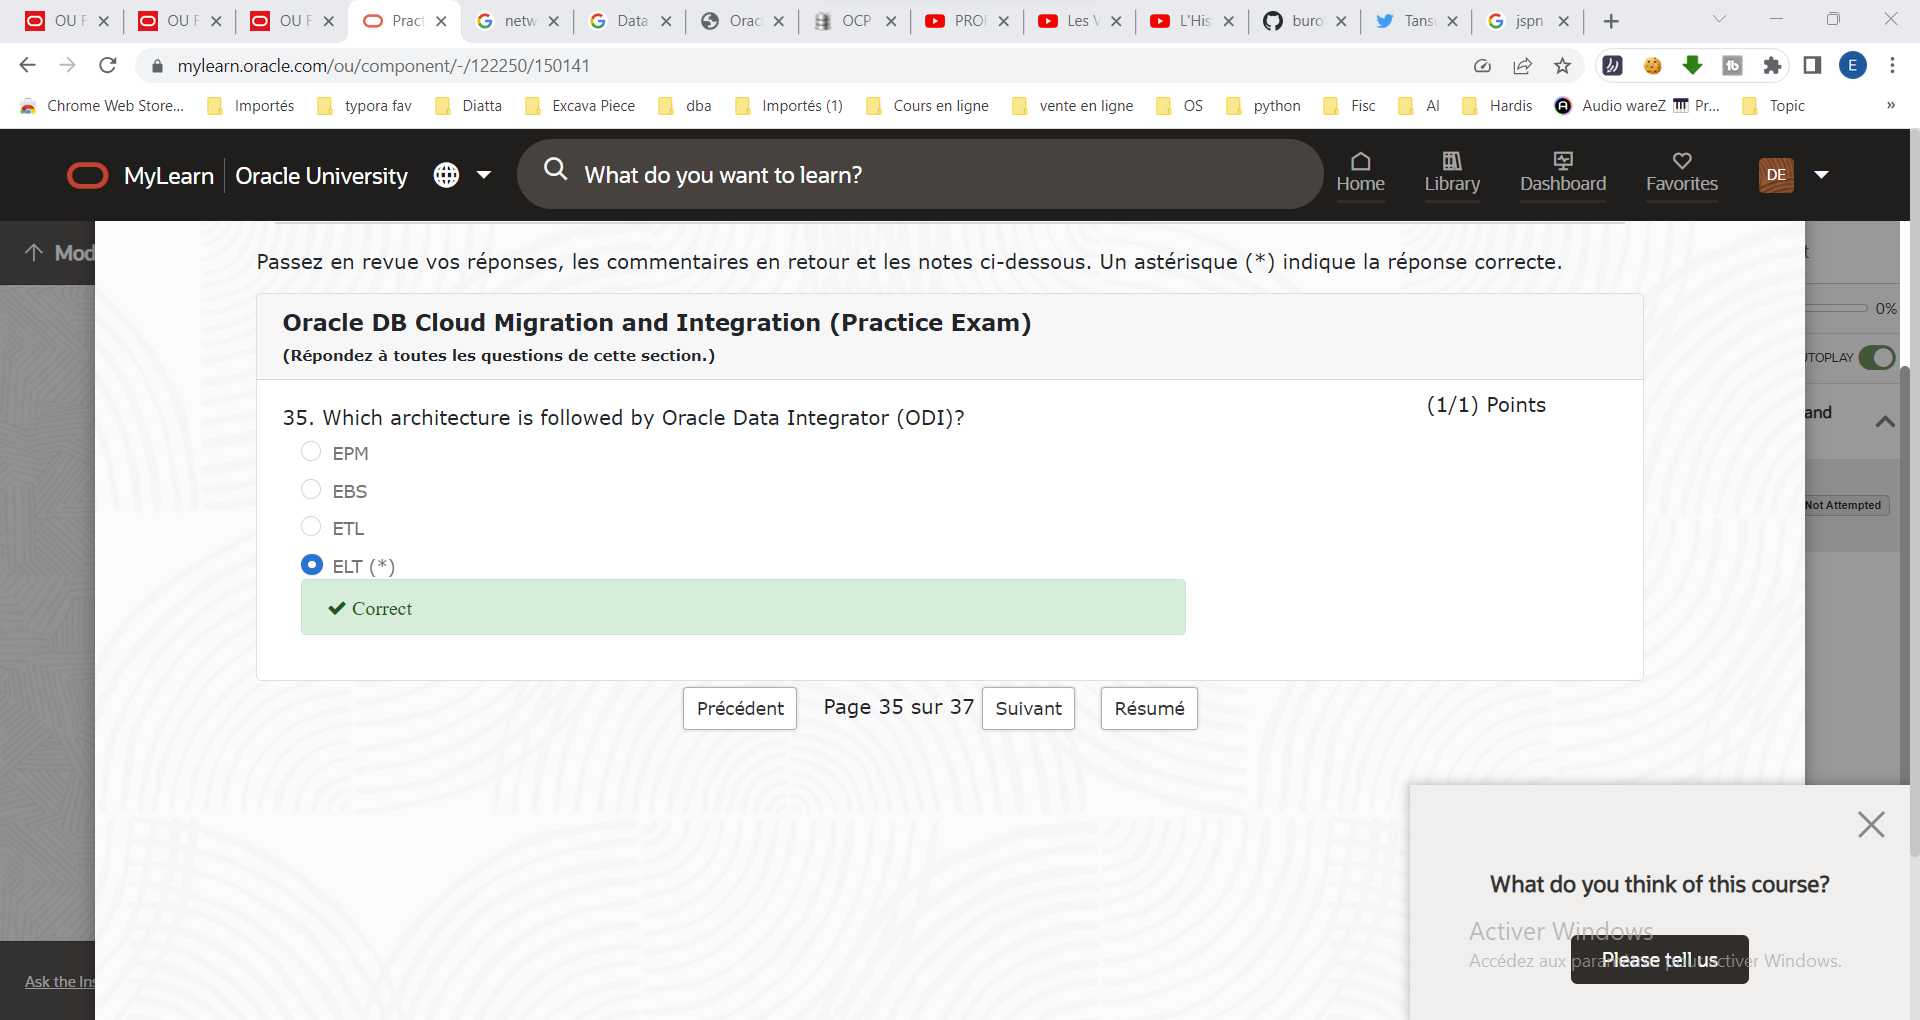 OU F
OU F
OU F
Pract
netw
Data
Orac
OCP
PROF
Les V
L'His
buro
Tans
jspn
mylearn.oracle.com/ou/component/-/122250/150141
E
Chrome Web Store...
Importés
typora fav
Diatta
Excava Piece
dba
Importés (1)
Cours en ligne
vente en ligne
OS
python
Fisc
AI
Hardis
Audio wareZ
Pr...
Topic
»
MyLearn
Oracle University
What do you want to learn?
Home
Library
Dashboard
Favorites
DE
Mod
Passez en revue vos réponses, les commentaires en retour et les notes ci-dessous. Un astérisque (*) indique la réponse correcte.
0%
Oracle DB Cloud Migration and Integration (Practice Exam)
(Répondez à toutes les questions de cette section.)
TOPLAY
(1/1) Points
and
35. Which architecture is followed by Oracle Data Integrator (ODI)?
EPM
EBS
Not Attempted
ETL
ELT (*)
Correct
Précédent
Page 35 sur 37
Suivant
Résumé
What do you think of this course?
Activer Windows
Please tell us
Accédez aux paramètres pour activer Windows.
Ask the Ins